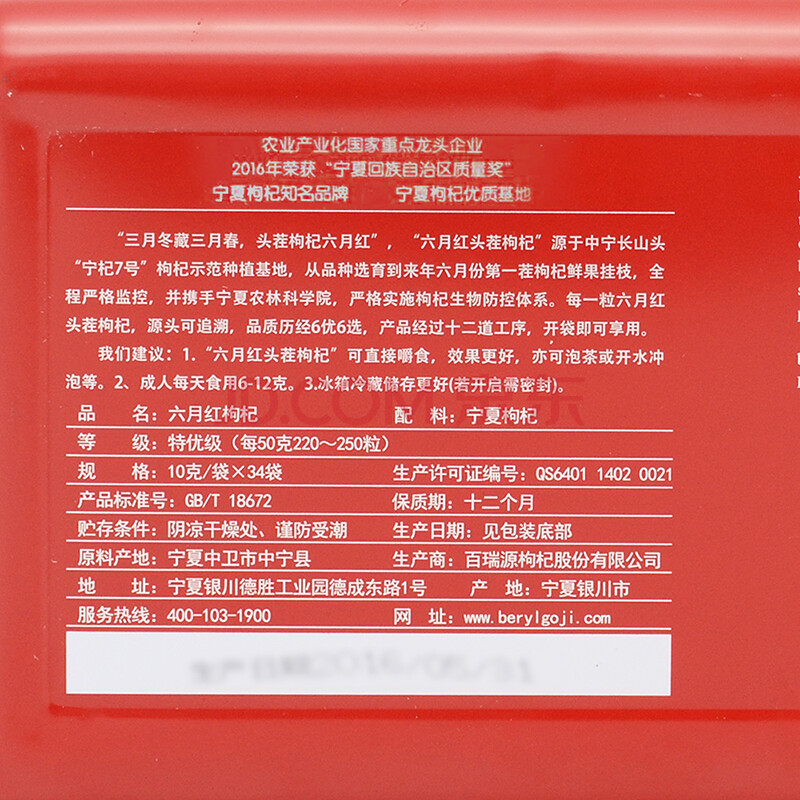 农业产业化国家重点龙头企业
2016年荣获“宁夏回族自治区质量奖”
宁夏枸杞知名品牌 宁夏枸杞优质基地
“三月冬藏三月春，头茬枸杞六月红”，“六月红头茬枸杞”源于中宁长山头
“宁杞7号”枸杞示范种植基地，从品种选育到来年六月份第一茬枸杞鲜果挂枝，全
程严格监控，并携手宁夏农林科学院，严格实施枸杞生物防控体系。每一粒六月红
头茬枸杞，源头可追溯，品质历经6优6选，产品经过十二道工序，开袋即可享用。
我们建议：1.“六月红头茬枸杞”可直接嚼食，效果更好，亦可泡茶或开水冲
泡等。2、成人每天食用6-12克。3.冰箱冷藏储存更好(若开启需密封)。
品 名：六月红枸杞 配 料：宁夏枸杞
等 级：特优级（每50克220～250粒）
规 格：10克/袋×34袋 生产许可证编号：QS6401 1402 0021
产品标准号：GB/T 18672 保质期：十二个月
贮存条件：阴凉干燥处、谨防受潮 生产日期：见包装底部
原料产地：宁夏中卫市中宁县 生产商：百瑞源枸杞股份有限公司
地 址：宁夏银川德胜工业园德成东路1号 产 地：宁夏银川市
服务热线：400-103-1900 网 址：www.berylgoji.com
生产日期2016/05/31
JD.COM 京东